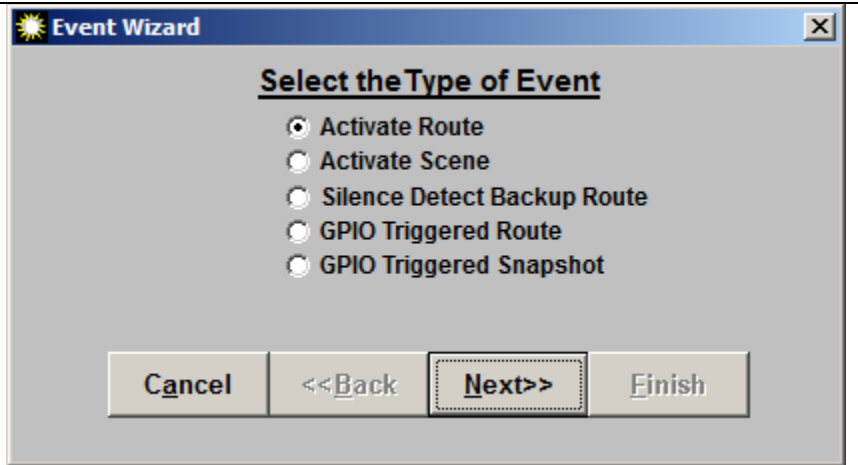 Event Wizard
Select the Type of Event
Activate Route
Activate Scene
Silence Detect Backup Route
GPIO Triggered Route
GPIO Triggered Snapshot
Cancel <<Back Next>> Finish